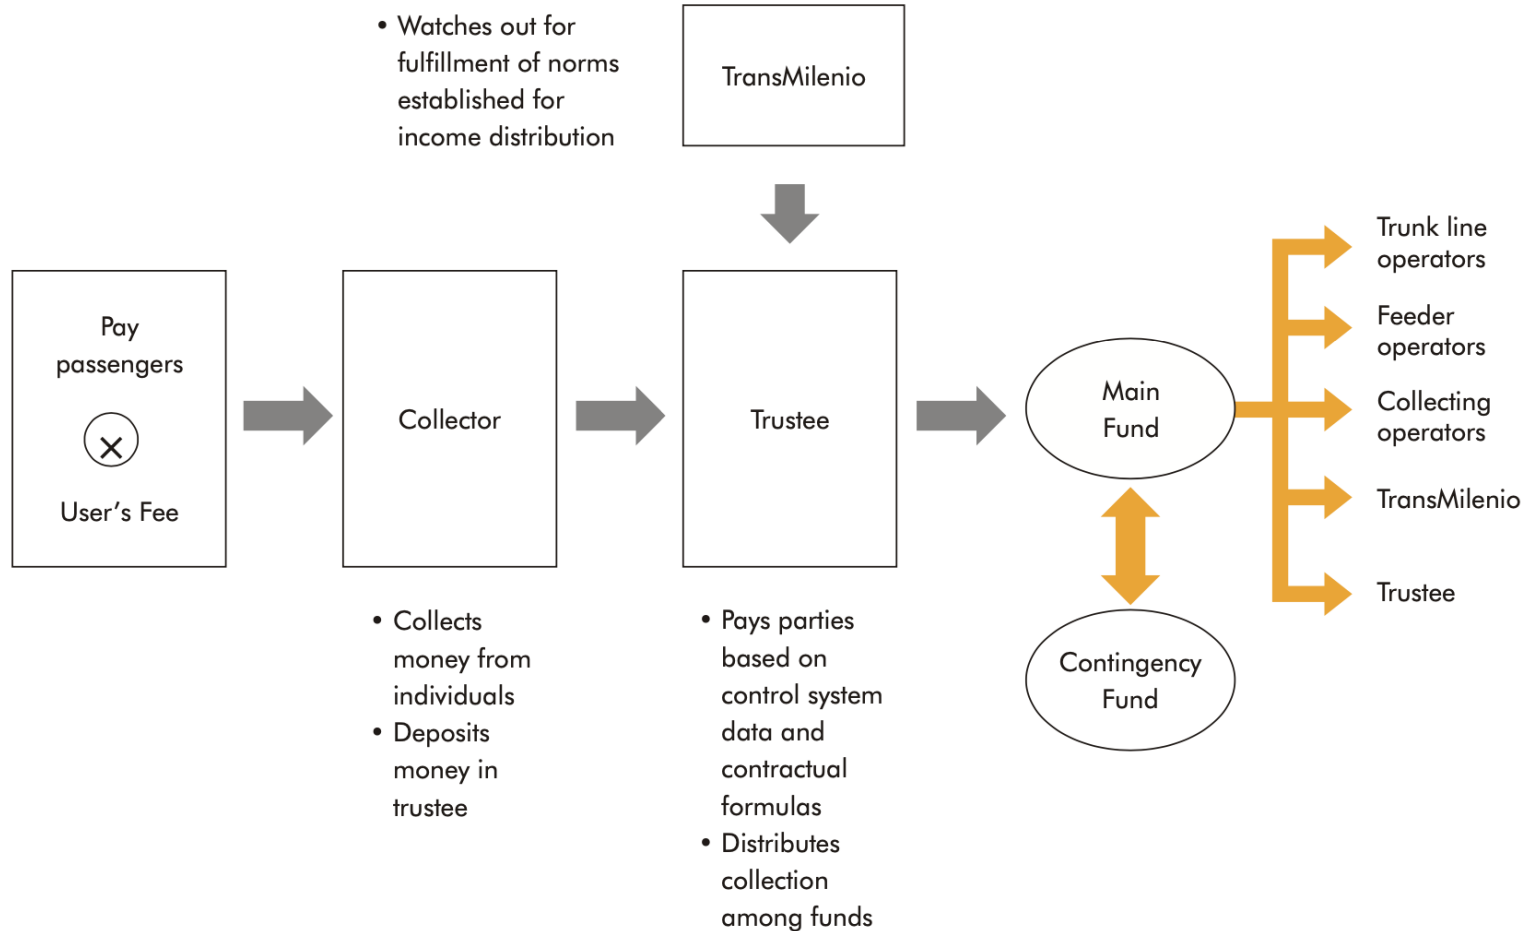 • Watches out for
fulfillment of norms
established for
income distribution
TransMilenio
Pay
passengers
×
User’s Fee
Collector
• Collects
money from
individuals
• Deposits
money in
trustee
Trustee
• Pays parties
based on
control system
data and
contractual
formulas
• Distributes
collection
among funds
Main
Fund
Contingency
Fund
Trunk line
operators
Feeder
operators
Collecting
operators
TransMilenio
Trustee